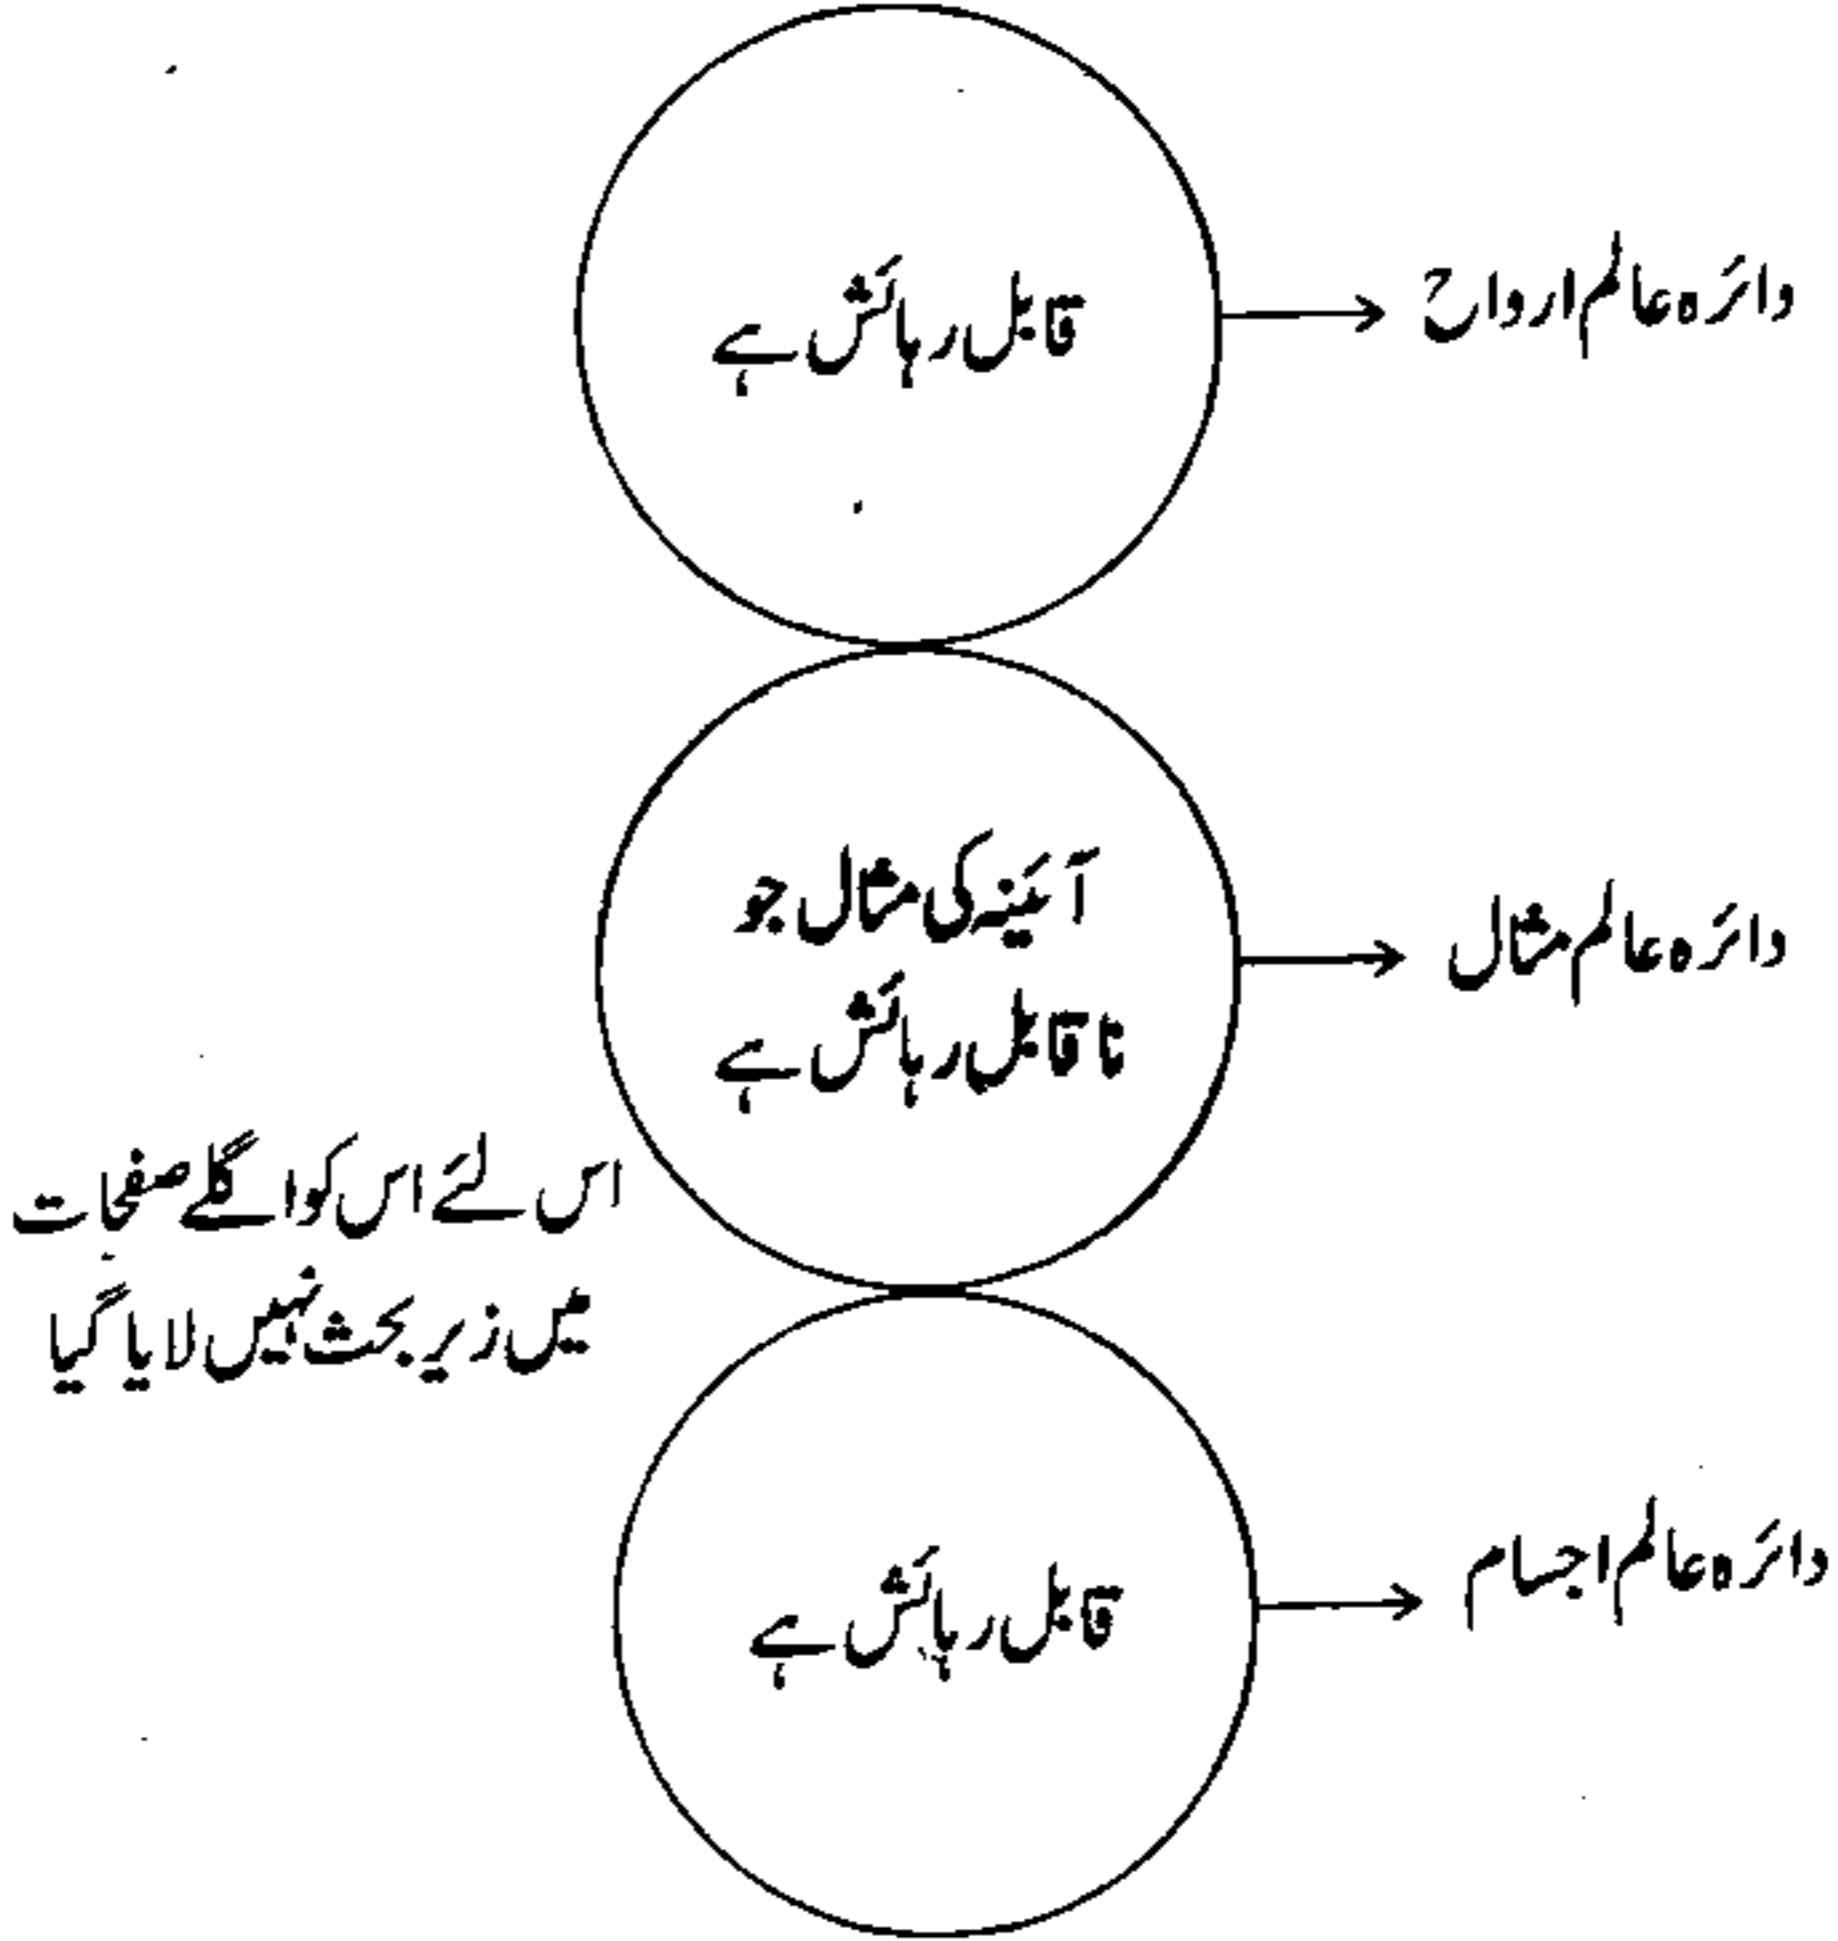 دائرہ عالم ارواح
قابل رہائش ہے
دائرہ عالم مثال
آئینہ کی مثال جو
نا قابل رہائش ہے
اس لئے اس کو اگلے صفحات
میں زیر بحث نہیں لایا گیا
دائرہ عالم اجسام
قابل رہائش ہے